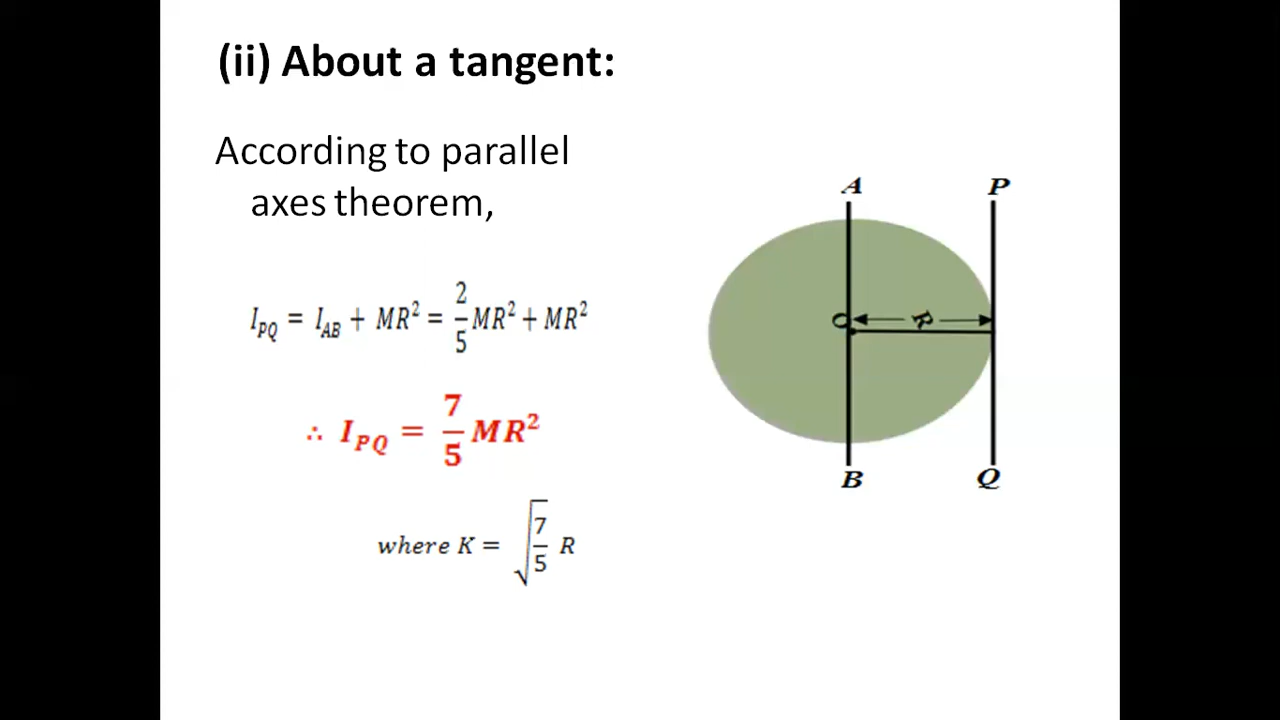 (ii) About a tangent:
According to parallel
axes theorem,
I_PQ = I_AB + MR² = 2/5 MR² + MR²
∴ I_PQ = 7/5 MR²
where K = √(7/5) R
A P
O R
B Q